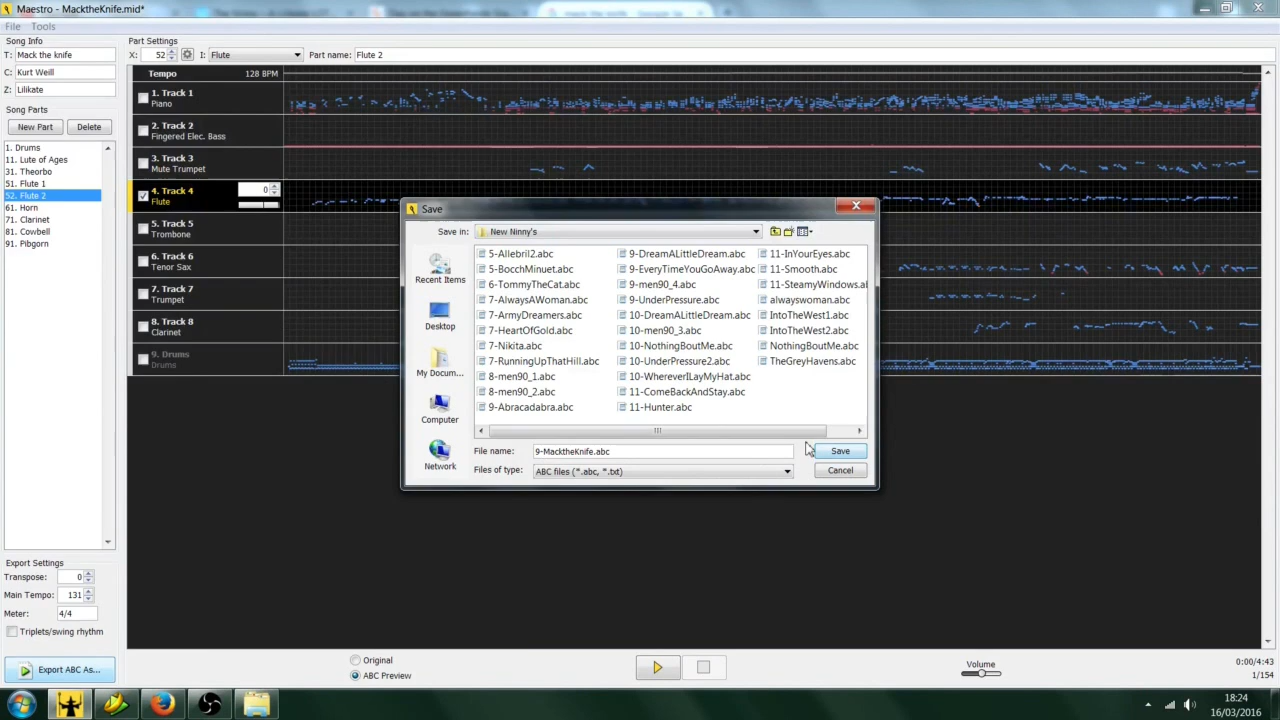 Maestro - MacktheKnife.mid*
File Tools
Song Info
T: Mack the knife
C: Kurt Weill
Z: Lilikate
Song Parts
New Part Delete
1. Drums
11. Lute of Ages
31. Theorbo
51. Flute 1
52. Flute 2
61. Horn
71. Clarinet
81. Cowbell
91. Pibgorn
Export Settings
Transpose: 0
Main Tempo: 131
Meter: 4/4
Triplets/swing rhythm
Export ABC As...
Part Settings
X: 52 I: Flute Part name: Flute 2
Tempo 128 BPM
1. Track 1
Piano
2. Track 2
Fingered Elec. Bass
3. Track 3
Mute Trumpet
4. Track 4 0
Flute
5. Track 5
Trombone
6. Track 6
Tenor Sax
7. Track 7
Trumpet
8. Track 8
Clarinet
9. Drums
Drums
Save
Save in: New Ninny's
Recent Items
Desktop
My Docum...
Computer
Network
5-Allebril2.abc
5-BocchMinuet.abc
6-TommyTheCat.abc
7-AlwaysAWoman.abc
7-ArmyDreamers.abc
7-HeartOfGold.abc
7-Nikita.abc
7-RunningUpThatHill.abc
8-men90_1.abc
8-men90_2.abc
9-Abracadabra.abc
9-DreamALittleDream.abc
9-EveryTimeYouGoAway.abc
9-men90_4.abc
9-UnderPressure.abc
10-DreamALittleDream.abc
10-men90_3.abc
10-NothingBoutMe.abc
10-UnderPressure2.abc
10-WhereverILayMyHat.abc
11-ComeBackAndStay.abc
11-Hunter.abc
11-InYourEyes.abc
11-Smooth.abc
11-SteamyWindows.al
alwayswoman.abc
IntoTheWest1.abc
IntoTheWest2.abc
NothingBoutMe.abc
TheGreyHavens.abc
File name: 9-MacktheKnife.abc Save
Files of type: ABC files (*.abc, *.txt) Cancel
Original
ABC Preview
Volume
0:00/4:43
1/154
18:24
16/03/2016